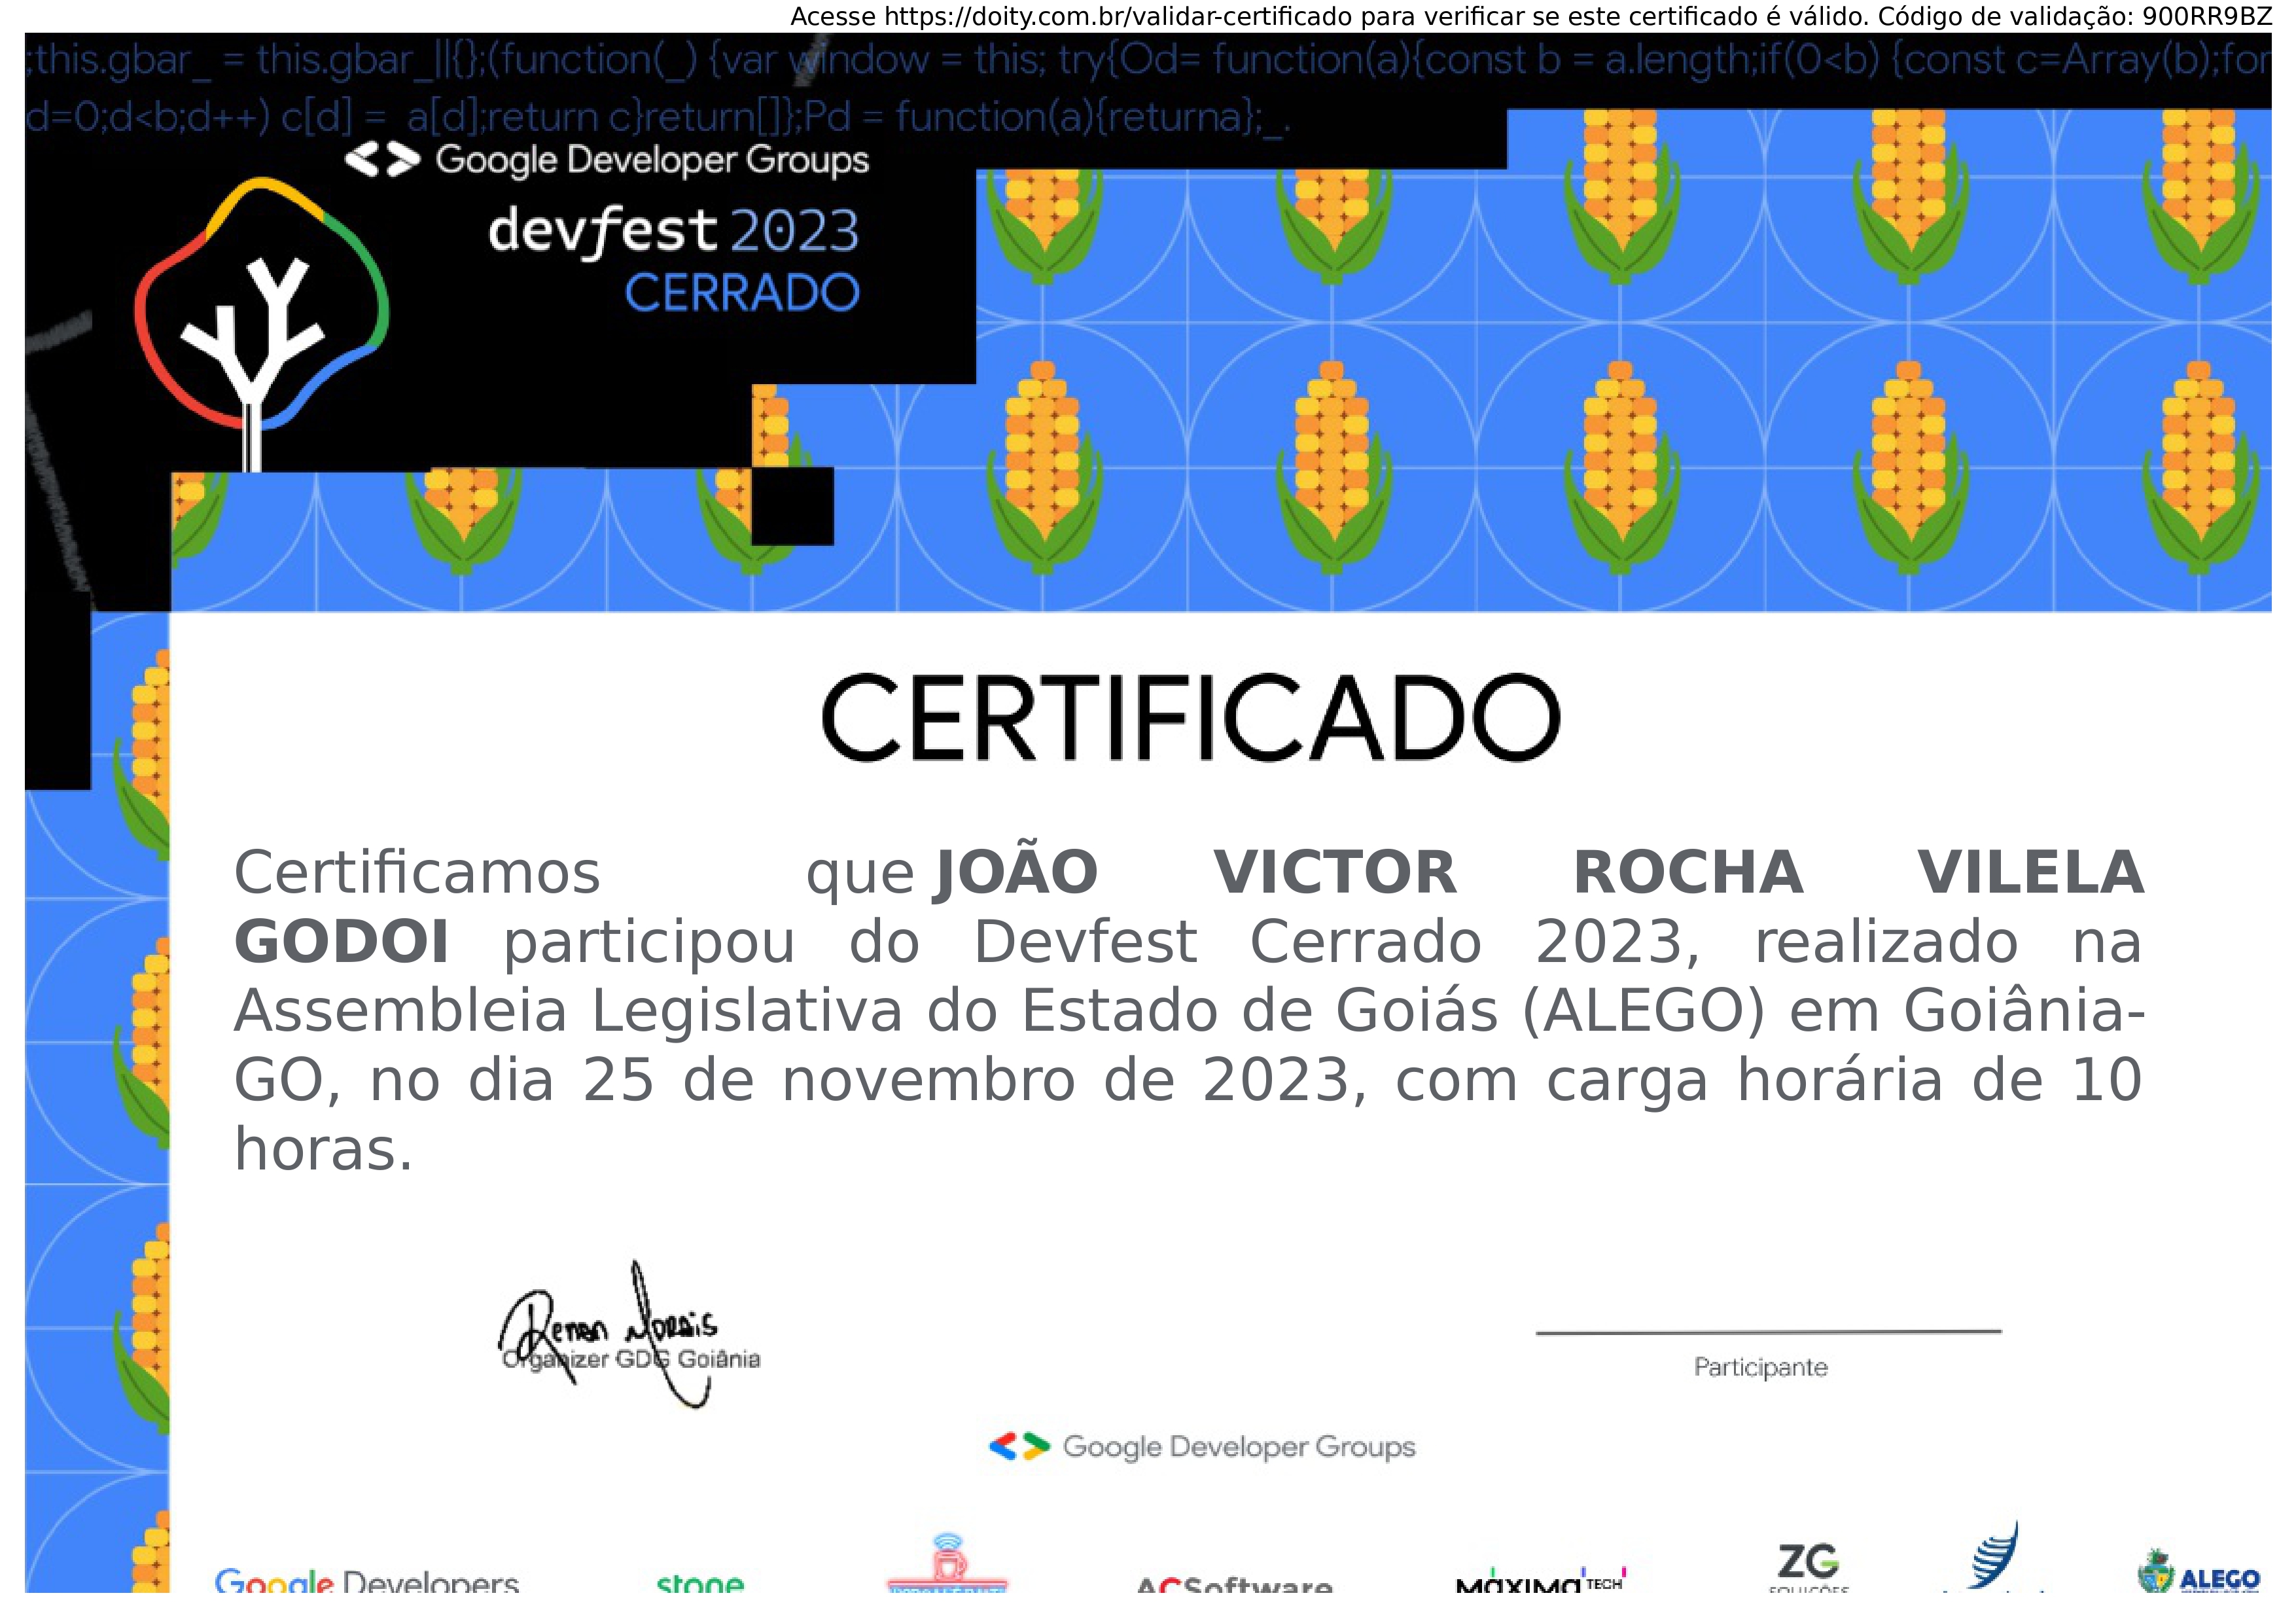 Acesse https://doity.com.br/validar-certificado para verificar se este certificado é válido. Código de validação: 900RR9BZ
;this.gbar_ = this.gbar_||{};(function(_) {var window = this; try{Od= function(a){const b = a.length;if(0<b) {const c=Array(b);for
d=0;d<b;d++) c[d] = a[d];return c}return[]};Pd = function(a){returna};_.
<> Google Developer Groups
devfest 2023
CERRADO
CERTIFICADO
Certificamos que JOÃO VICTOR ROCHA VILELA
GODOI participou do Devfest Cerrado 2023, realizado na
Assembleia Legislativa do Estado de Goiás (ALEGO) em Goiânia-
GO, no dia 25 de novembro de 2023, com carga horária de 10
horas.
Renan Morais
Organizer GDG Goiânia
Participante
<> Google Developer Groups
Google Developers
stone
ACSoftware
MáXIMA TECH
ZG
SOLUÇÕES
ALEGO